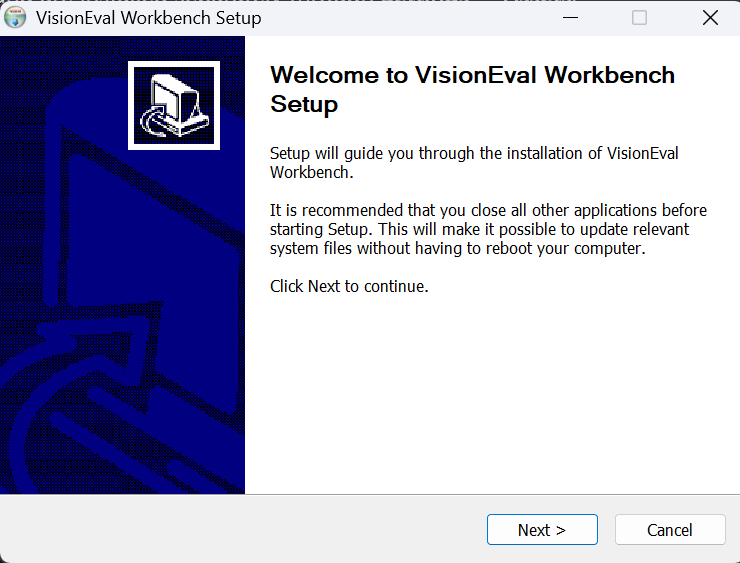 VisionEval Workbench Setup
Welcome to VisionEval Workbench
Setup
Setup will guide you through the installation of VisionEval
Workbench.
It is recommended that you close all other applications before
starting Setup. This will make it possible to update relevant
system files without having to reboot your computer.
Click Next to continue.
Next >
Cancel